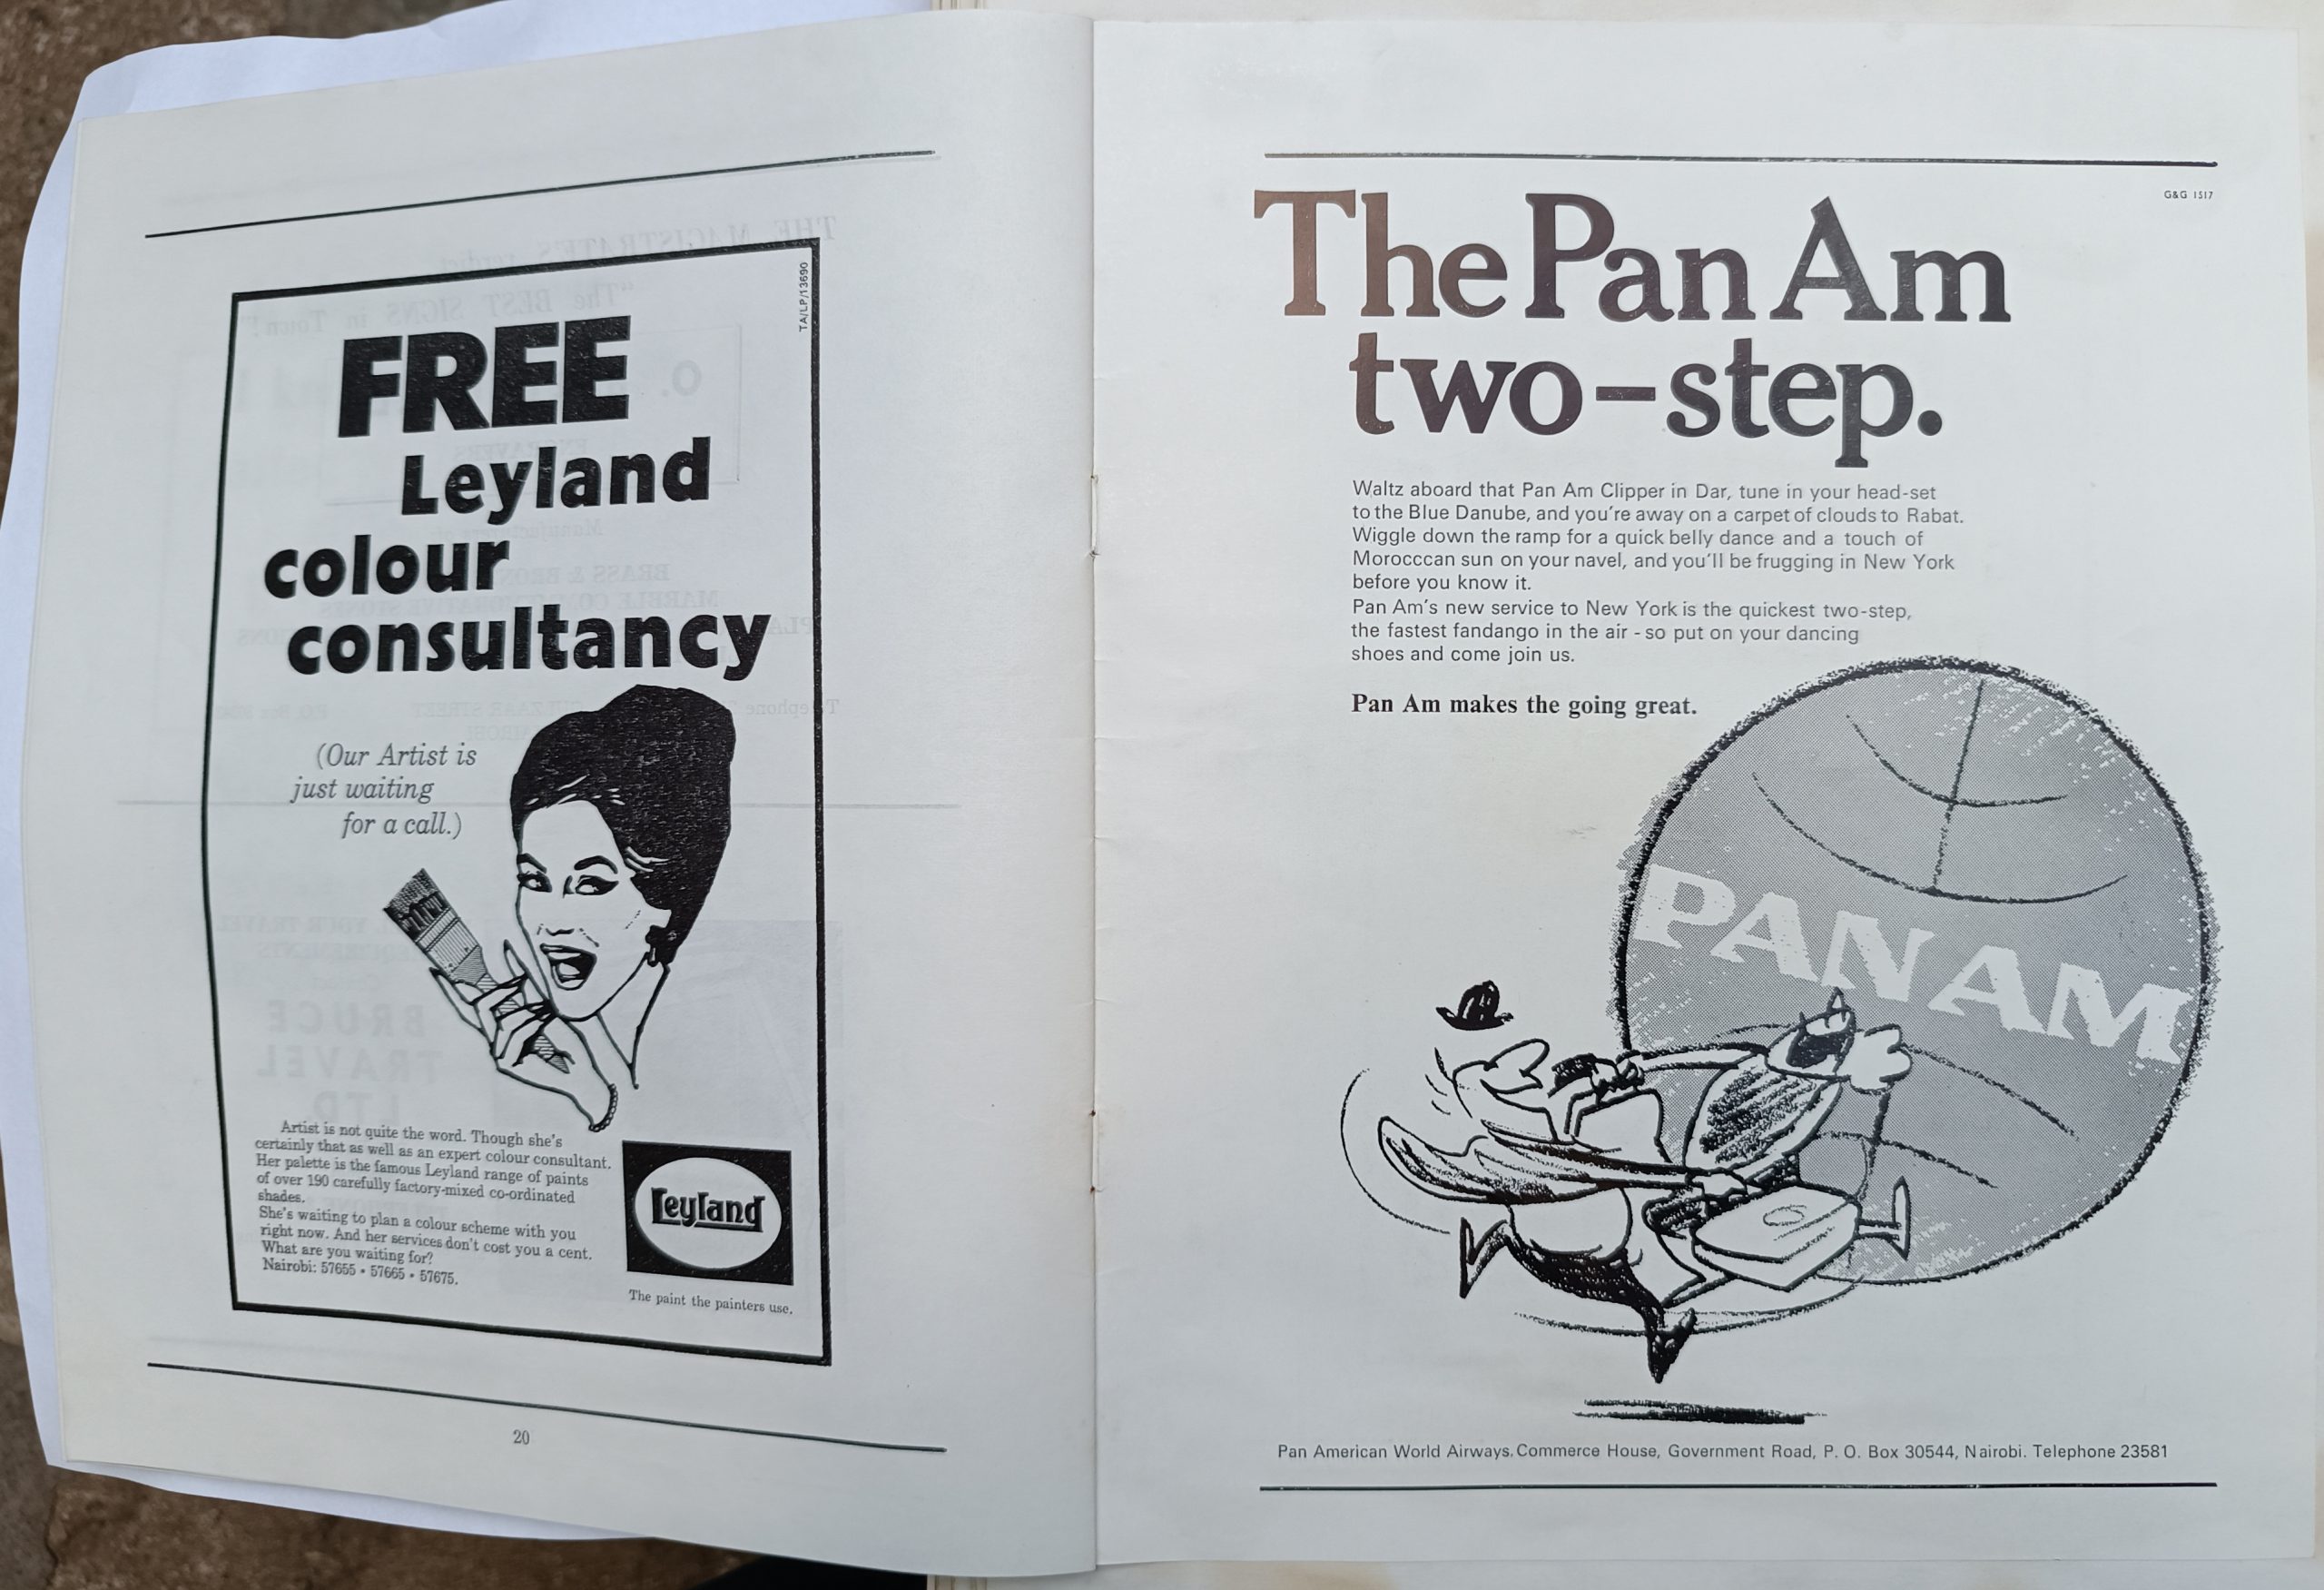 TA/LP/13690
FREE
Leyland
colour
consultancy
(Our Artist is
just waiting
for a call.)
Artist is not quite the word. Though she's
certainly that as well as an expert colour consultant.
Her palette is the famous Leyland range of paints
of over 190 carefully factory-mixed co-ordinated
shades.
She's waiting to plan a colour scheme with you
right now. And her services don't cost you a cent.
What are you waiting for?
Nairobi: 57655 • 57665 • 57675.
Leyland
The paint the painters use.
20
G&G 1517
The Pan Am
two-step.
Waltz aboard that Pan Am Clipper in Dar, tune in your head-set
to the Blue Danube, and you're away on a carpet of clouds to Rabat.
Wiggle down the ramp for a quick belly dance and a touch of
Morocccan sun on your navel, and you'll be frugging in New York
before you know it.
Pan Am's new service to New York is the quickest two-step,
the fastest fandango in the air - so put on your dancing
shoes and come join us.
Pan Am makes the going great.
PAN AM
Pan American World Airways. Commerce House, Government Road, P. O. Box 30544, Nairobi. Telephone 23581